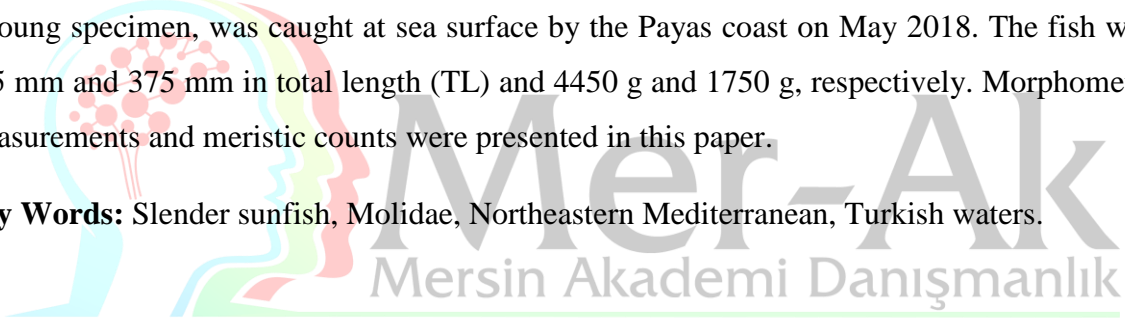 oung specimen, was caught at sea surface by the Payas coast on May 2018. The fish w
5 mm and 375 mm in total length (TL) and 4450 g and 1750 g, respectively. Morphome
asurements and meristic counts were presented in this paper.
y Words: Slender sunfish, Molidae, Northeastern Mediterranean, Turkish waters.
Mer-Ak
Mersin Akademi Danışmanlık